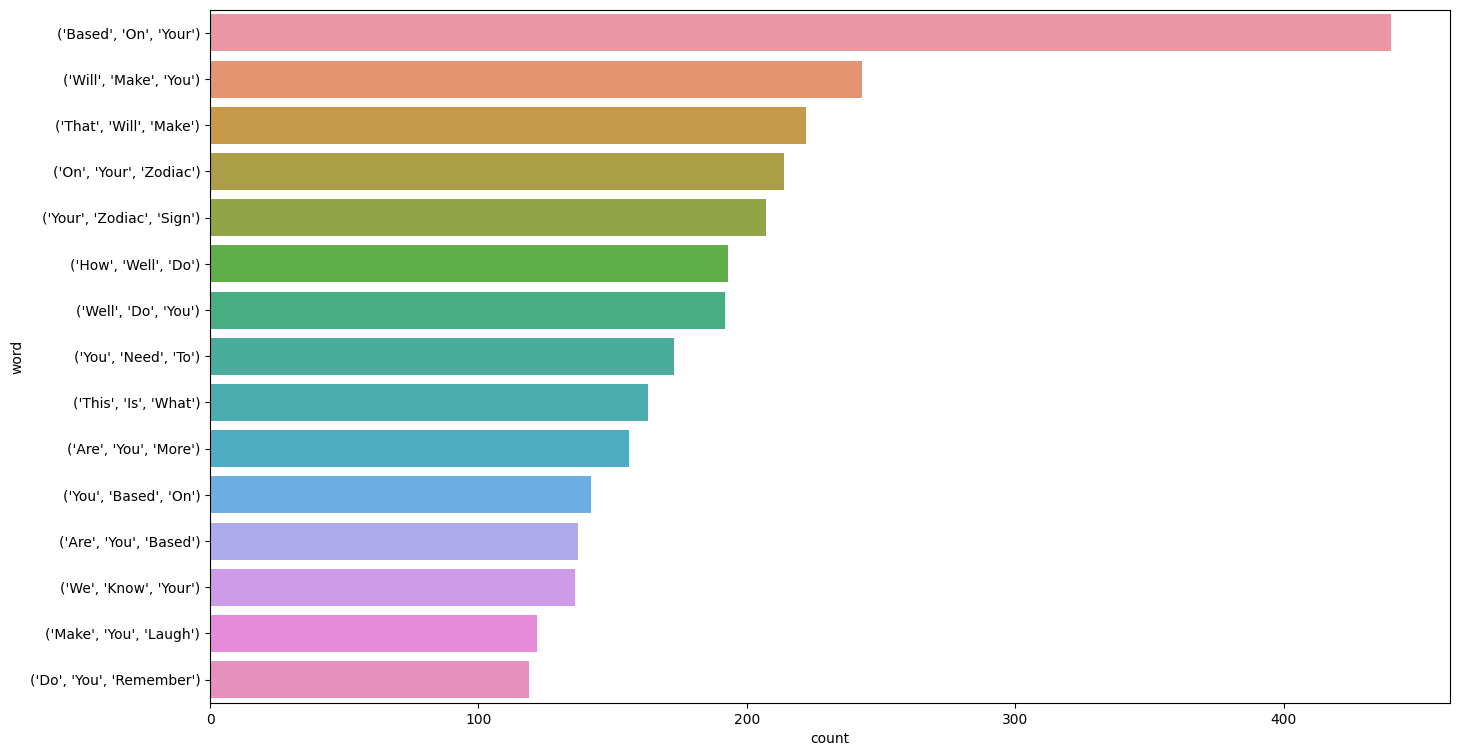 ('Based', 'On', 'Your')
('Will', 'Make', 'You')
('That', 'Will', 'Make')
('On', 'Your', 'Zodiac')
('Your', 'Zodiac', 'Sign')
('How', 'Well', 'Do')
('Well', 'Do', 'You')
('You', 'Need', 'To')
('This', 'Is', 'What')
('Are', 'You', 'More')
('You', 'Based', 'On')
('Are', 'You', 'Based')
('We', 'Know', 'Your')
('Make', 'You', 'Laugh')
('Do', 'You', 'Remember')
word
0 100 200 300 400
count